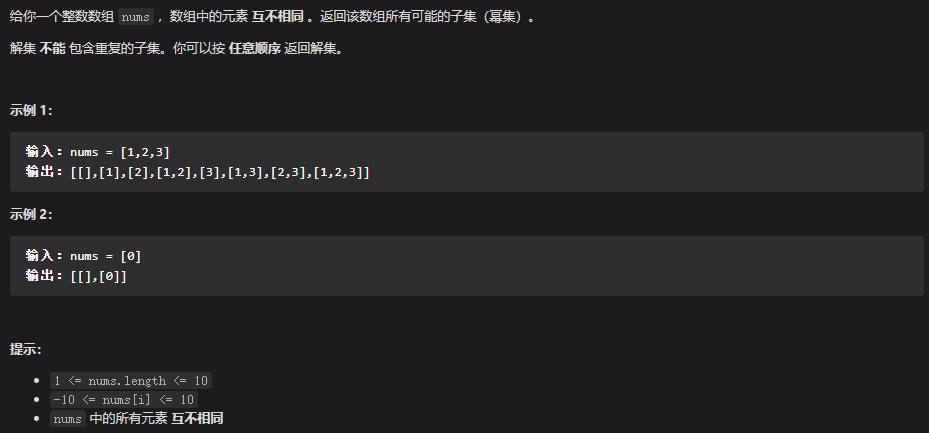 给你一个整数数组 nums ，数组中的元素 互不相同 。返回该数组所有可能的子集（幂集）。
解集 不能 包含重复的子集。你可以按 任意顺序 返回解集。
示例 1：
输入：nums = [1,2,3]
输出：[[],[1],[2],[1,2],[3],[1,3],[2,3],[1,2,3]]
示例 2：
输入：nums = [0]
输出：[[],[0]]
提示：
1 <= nums.length <= 10
-10 <= nums[i] <= 10
nums 中的所有元素 互不相同